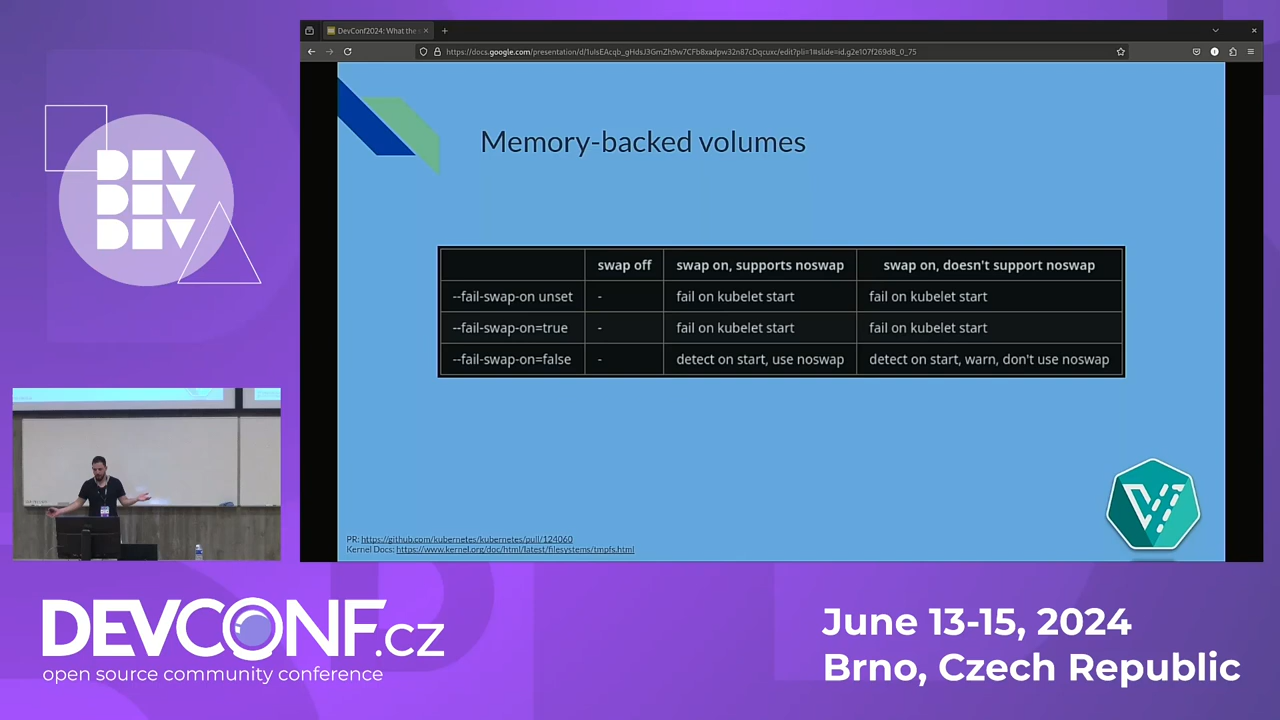 DevConf2024: What the
https://docs.google.com/presentation/d/1uIsEAcqb_gHdsJ3GmZh9w7CFb8xadpw32n87cDqcuxc/edit?pli=1#slide=id.g2e107f269d8_0_75
DEV
DEV
DEV
Memory-backed volumes
swap off swap on, supports noswap swap on, doesn't support noswap
--fail-swap-on unset - fail on kubelet start fail on kubelet start
--fail-swap-on=true - fail on kubelet start fail on kubelet start
--fail-swap-on=false - detect on start, use noswap detect on start, warn, don't use noswap
PR: https://github.com/kubernetes/kubernetes/pull/124060
Kernel Docs: https://www.kernel.org/doc/html/latest/filesystems/tmpfs.html
DEVCONF.cz
open source community conference
June 13-15, 2024
Brno, Czech Republic